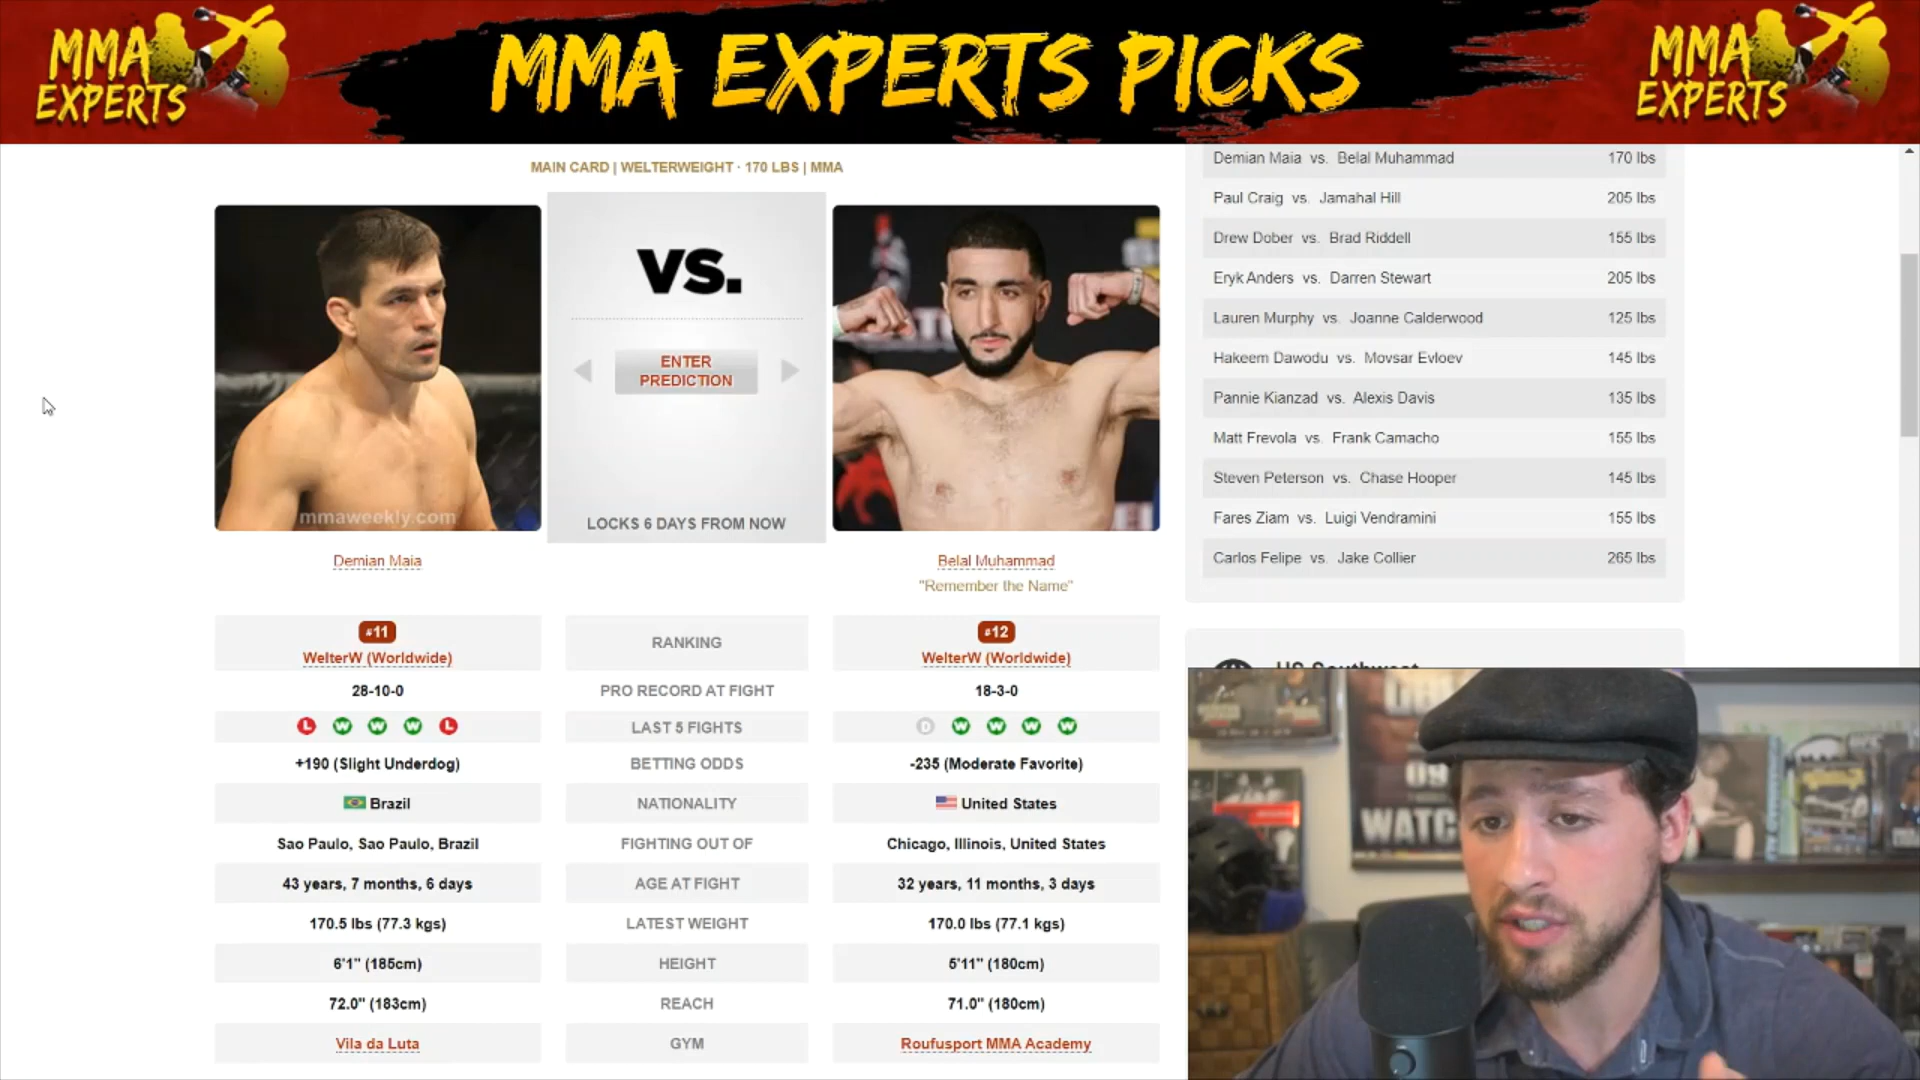 MMA
EXPERTS
MMA EXPERTS PICKS
MMA
EXPERTS
MAIN CARD | WELTERWEIGHT · 170 LBS | MMA
mmaweekly.com
VS.
ENTER
PREDICTION
LOCKS 6 DAYS FROM NOW
Demian Maia
Belal Muhammad
"Remember the Name"
#11 RANKING #12
WelterW (Worldwide) WelterW (Worldwide)
28-10-0 PRO RECORD AT FIGHT 18-3-0
L W W W L LAST 5 FIGHTS D W W W W
+190 (Slight Underdog) BETTING ODDS -235 (Moderate Favorite)
Brazil NATIONALITY United States
Sao Paulo, Sao Paulo, Brazil FIGHTING OUT OF Chicago, Illinois, United States
43 years, 7 months, 6 days AGE AT FIGHT 32 years, 11 months, 3 days
170.5 lbs (77.3 kgs) LATEST WEIGHT 170.0 lbs (77.1 kgs)
6'1" (185cm) HEIGHT 5'11" (180cm)
72.0" (183cm) REACH 71.0" (180cm)
Vila da Luta GYM Roufusport MMA Academy
Demian Maia vs. Belal Muhammad 170 lbs
Paul Craig vs. Jamahal Hill 205 lbs
Drew Dober vs. Brad Riddell 155 lbs
Eryk Anders vs. Darren Stewart 205 lbs
Lauren Murphy vs. Joanne Calderwood 125 lbs
Hakeem Dawodu vs. Movsar Evloev 145 lbs
Pannie Kianzad vs. Alexis Davis 135 lbs
Matt Frevola vs. Frank Camacho 155 lbs
Steven Peterson vs. Chase Hooper 145 lbs
Fares Ziam vs. Luigi Vendramini 155 lbs
Carlos Felipe vs. Jake Collier 265 lbs
US Southwest
09
WATC